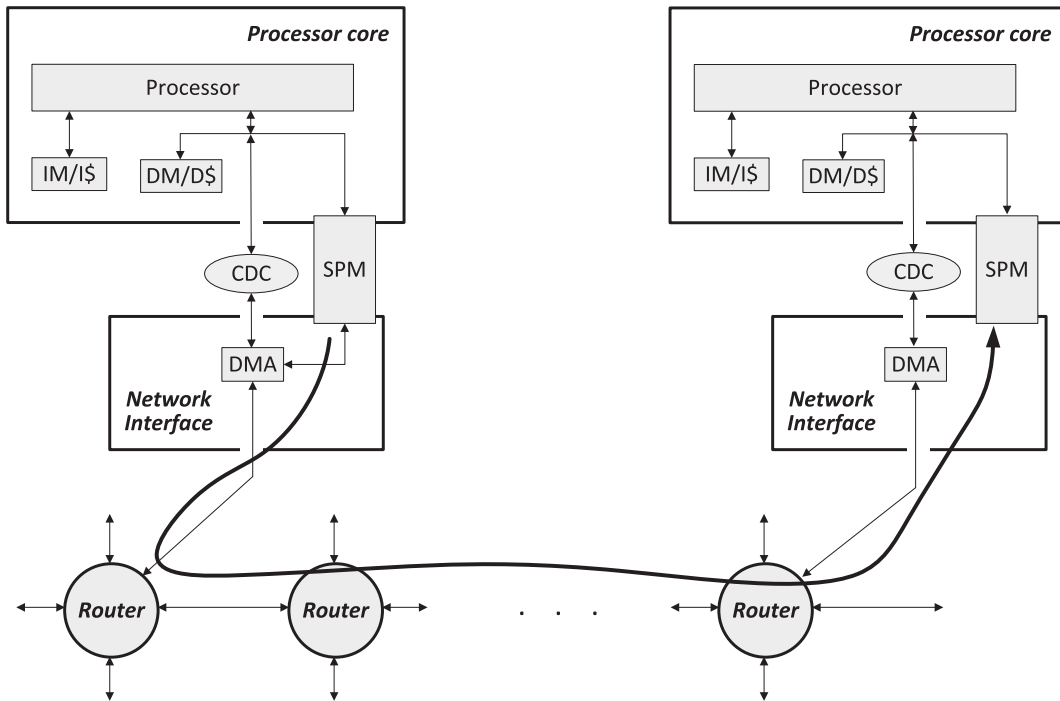 Processor core
Processor
IM/I$
DM/D$
CDC
SPM
DMA
Network
Interface
Processor core
Processor
IM/I$
DM/D$
CDC
SPM
DMA
Network
Interface
Router
Router
. . .
Router